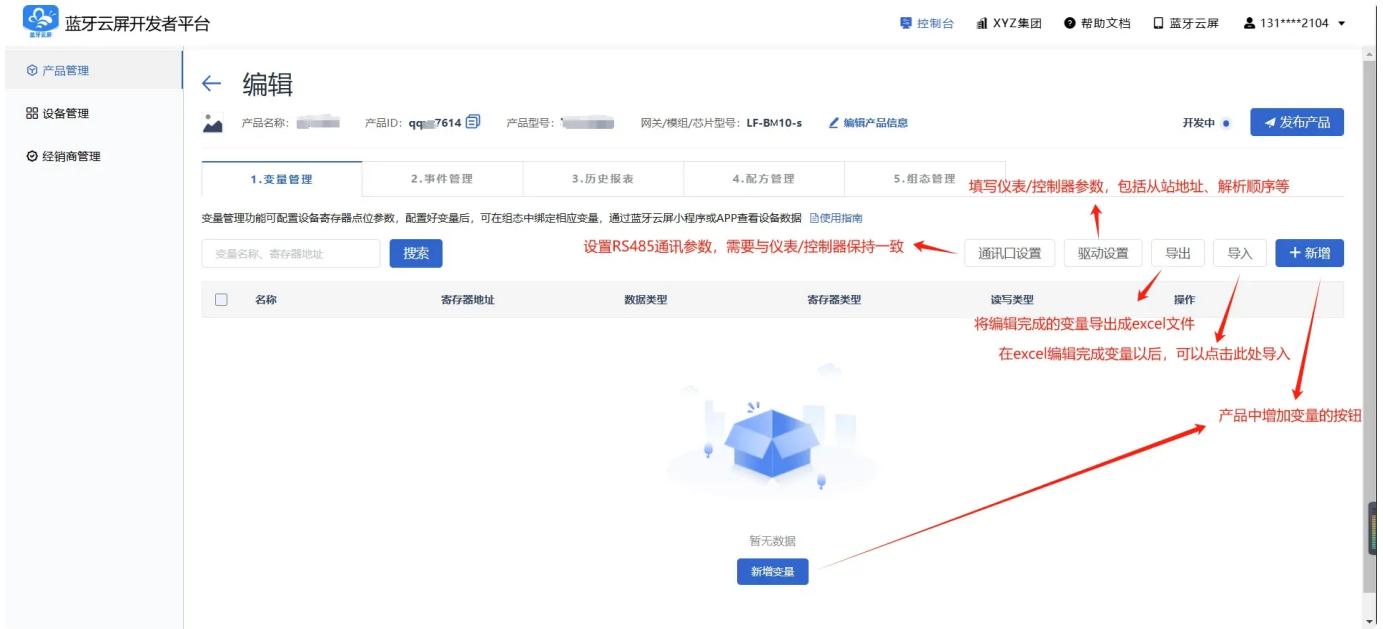 蓝牙云屏
蓝牙云屏开发者平台
控制台 XYZ集团 帮助文档 蓝牙云屏 131****2104
产品管理
设备管理
经销商管理
编辑
产品名称: 产品ID: 7614 产品型号: 网关/模组/芯片型号: LF-BM10-s 编辑产品信息 开发中 发布产品
1.变量管理 2.事件管理 3.历史报表 4.配方管理 5.组态管理
填写仪表/控制器参数，包括从站地址、解析顺序等
变量管理功能可配置设备寄存器点位参数，配置好变量后，可在组态中绑定相应变量，通过蓝牙云屏小程序或APP查看设备数据 使用指南
设置RS485通讯参数，需要与仪表/控制器保持一致
变量名称、寄存器地址 搜索 通讯口设置 驱动设置 导出 导入 + 新增
名称 寄存器地址 数据类型 寄存器类型 读写类型 操作
将编辑完成的变量导出成excel文件
在excel编辑完成变量以后，可以点击此处导入
产品中增加变量的按钮
暂无数据
新增变量